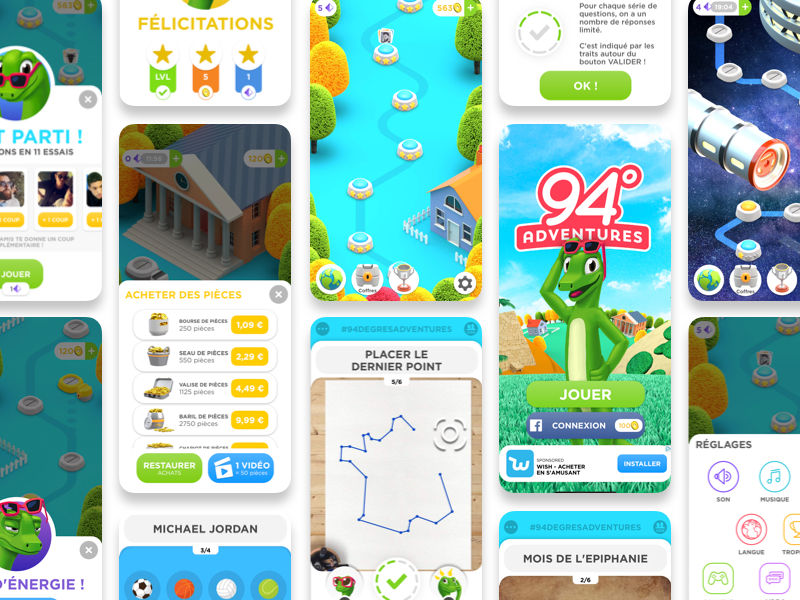 563
T PARTI !
ONS EN 11 ESSAIS
+ 1 COUP
+ 1
AMIS TE DONNE UN COUP
PLÉMENTAIRE !
JOUER
1
120
D'ÉNERGIE !
FÉLICITATIONS
LVL
5
1
0
11:56
120
ACHETER DES PIÈCES
BOURSE DE PIÈCES
250 pièces
1,09 €
SEAU DE PIÈCES
550 pièces
2,29 €
VALISE DE PIÈCES
1125 pièces
4,49 €
BARIL DE PIÈCES
2750 pièces
9,99 €
CHARIOT DE PIÈCES
RESTAURER
ACHATS
1 VIDÉO
+ 50 pièces
MICHAEL JORDAN
3/4
5
563
Coffres
#94DEGRESADVENTURES
PLACER LE
DERNIER POINT
5/6
Pour chaque série de
questions, on a un
nombre de réponses
limité.
C'est indiqué par les
traits autour du
bouton VALIDER !
OK !
94°
ADVENTURES
JOUER
CONNEXION
100
SPONSORED
WISH - ACHETER
EN S'AMUSANT
INSTALLER
#94DEGRESADVENTURES
MOIS DE L'EPIPHANIE
2/6
4
19:04
Coffres
5
RÉGLAGES
SON
MUSIQUE
LANGUE
TROP